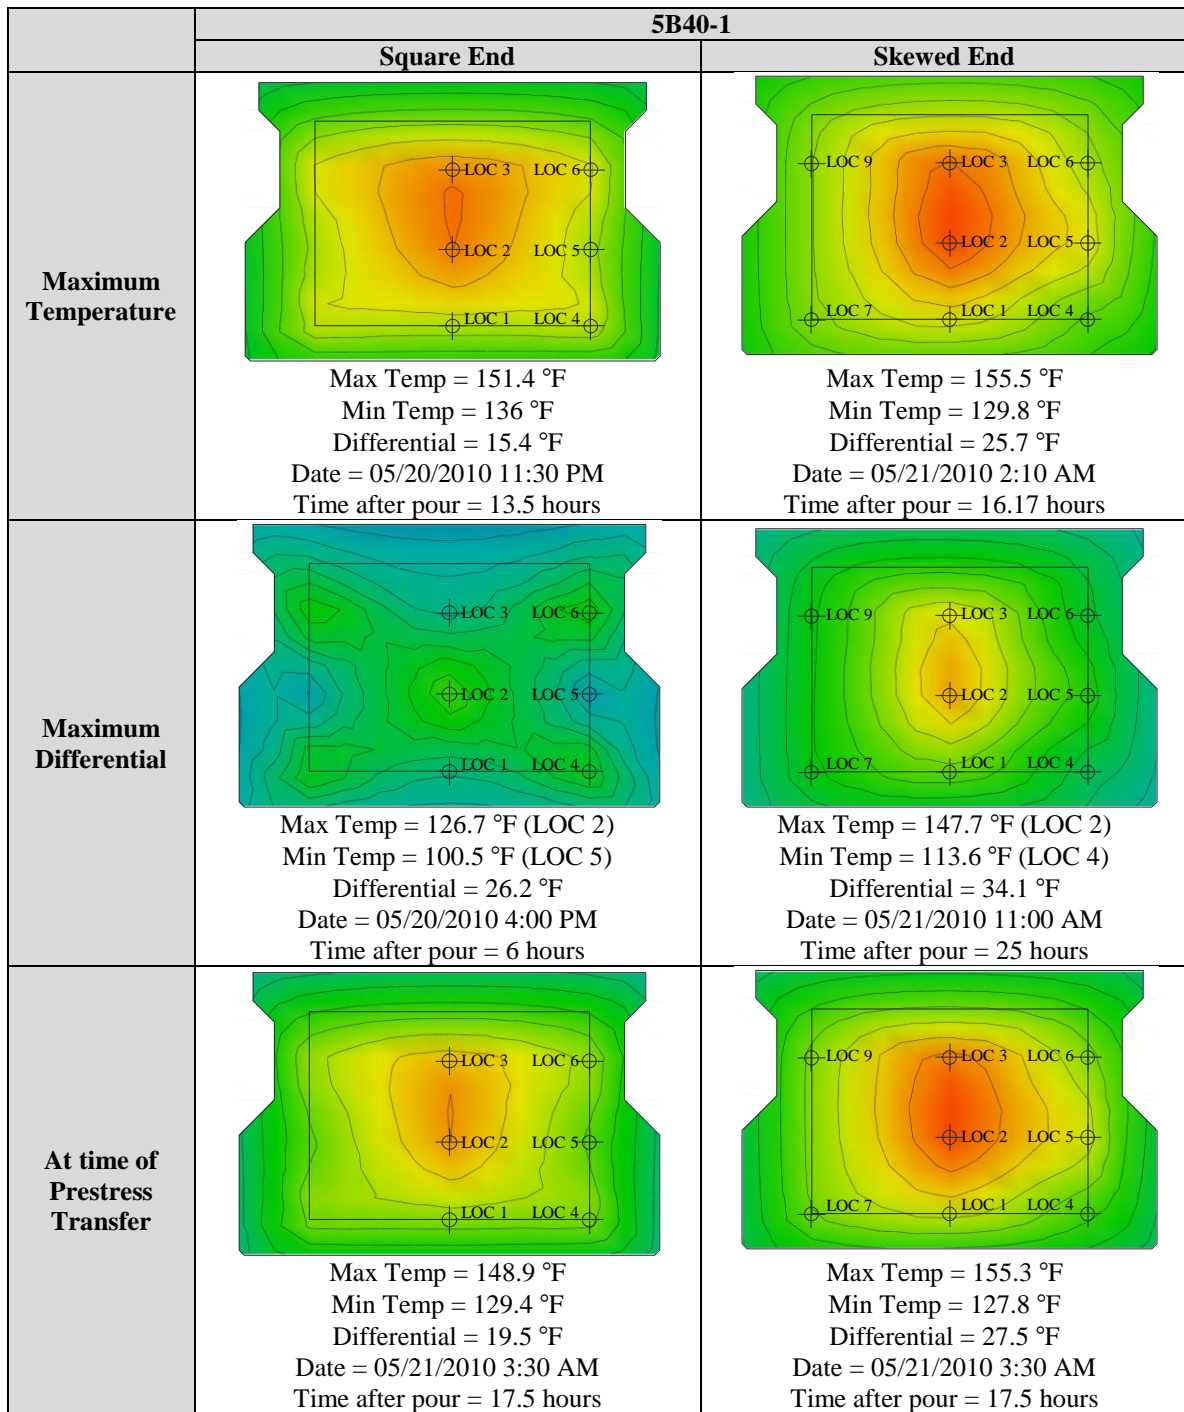 5B40-1
Square End
Skewed End
Maximum
Temperature
LOC 3 LOC 6
LOC 2 LOC 5
LOC 1 LOC 4
Max Temp = 151.4 °F
Min Temp = 136 °F
Differential = 15.4 °F
Date = 05/20/2010 11:30 PM
Time after pour = 13.5 hours
LOC 9 LOC 3 LOC 6
LOC 2 LOC 5
LOC 7 LOC 1 LOC 4
Max Temp = 155.5 °F
Min Temp = 129.8 °F
Differential = 25.7 °F
Date = 05/21/2010 2:10 AM
Time after pour = 16.17 hours
Maximum
Differential
LOC 3 LOC 6
LOC 2 LOC 5
LOC 1 LOC 4
Max Temp = 126.7 °F (LOC 2)
Min Temp = 100.5 °F (LOC 5)
Differential = 26.2 °F
Date = 05/20/2010 4:00 PM
Time after pour = 6 hours
LOC 9 LOC 3 LOC 6
LOC 2 LOC 5
LOC 7 LOC 1 LOC 4
Max Temp = 147.7 °F (LOC 2)
Min Temp = 113.6 °F (LOC 4)
Differential = 34.1 °F
Date = 05/21/2010 11:00 AM
Time after pour = 25 hours
At time of
Prestress
Transfer
LOC 3 LOC 6
LOC 2 LOC 5
LOC 1 LOC 4
Max Temp = 148.9 °F
Min Temp = 129.4 °F
Differential = 19.5 °F
Date = 05/21/2010 3:30 AM
Time after pour = 17.5 hours
LOC 9 LOC 3 LOC 6
LOC 2 LOC 5
LOC 7 LOC 1 LOC 4
Max Temp = 155.3 °F
Min Temp = 127.8 °F
Differential = 27.5 °F
Date = 05/21/2010 3:30 AM
Time after pour = 17.5 hours